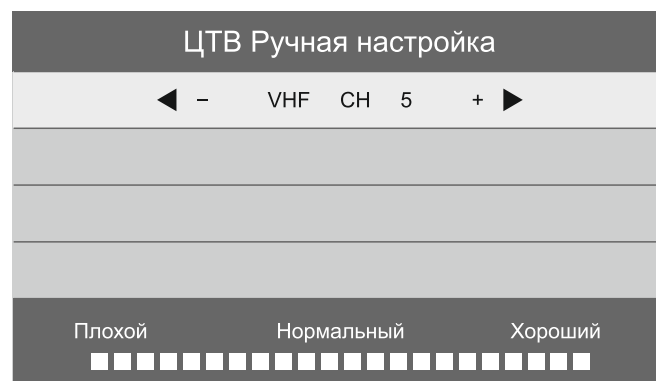 ЦТВ Ручная настройка
◀ – VHF CH 5 + ▶
Плохой Нормальный Хороший